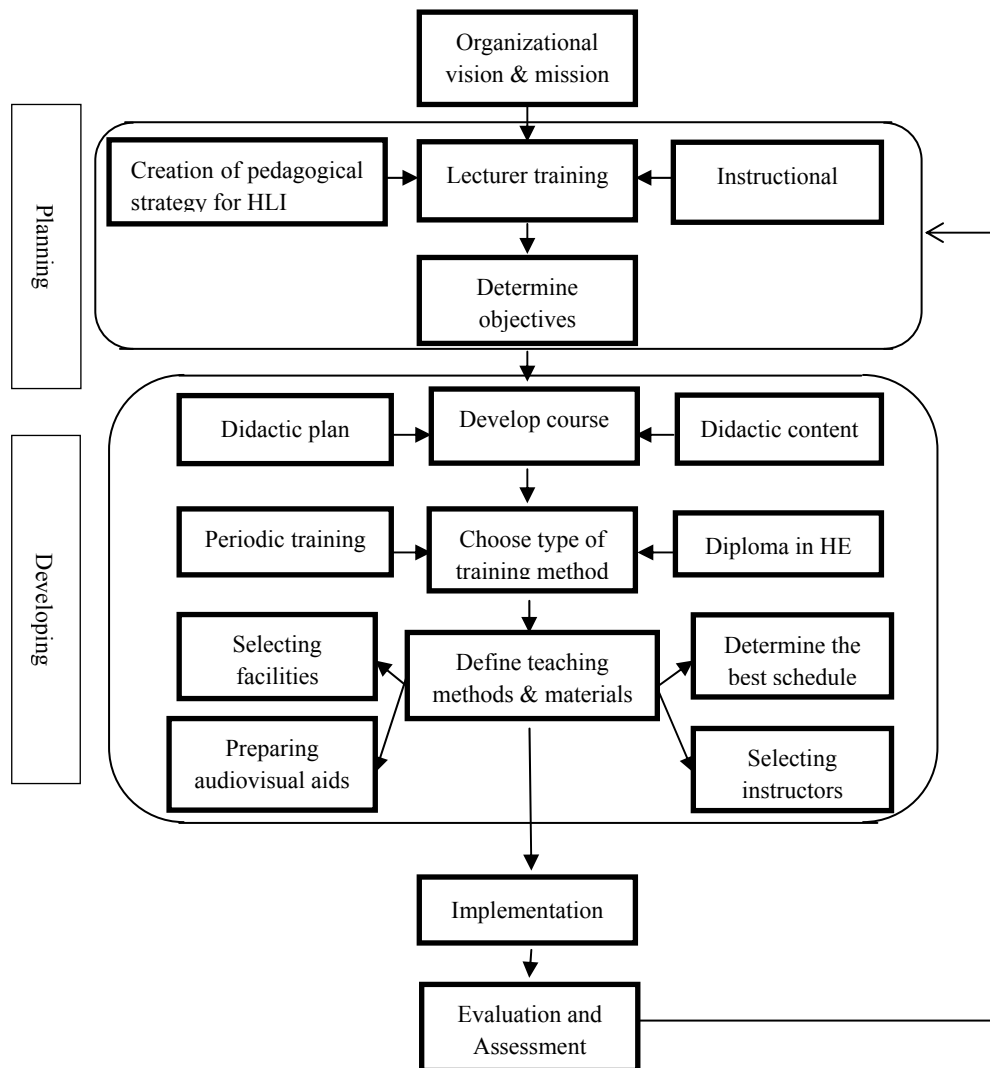 Organizational
vision & mission
Planning
Creation of pedagogical
strategy for HLI
Lecturer training
Instructional
Determine
objectives
Developing
Didactic plan
Develop course
Didactic content
Periodic training
Choose type of
training method
Diploma in HE
Selecting
facilities
Define teaching
methods & materials
Determine the
best schedule
Preparing
audiovisual aids
Selecting
instructors
Implementation
Evaluation and
Assessment